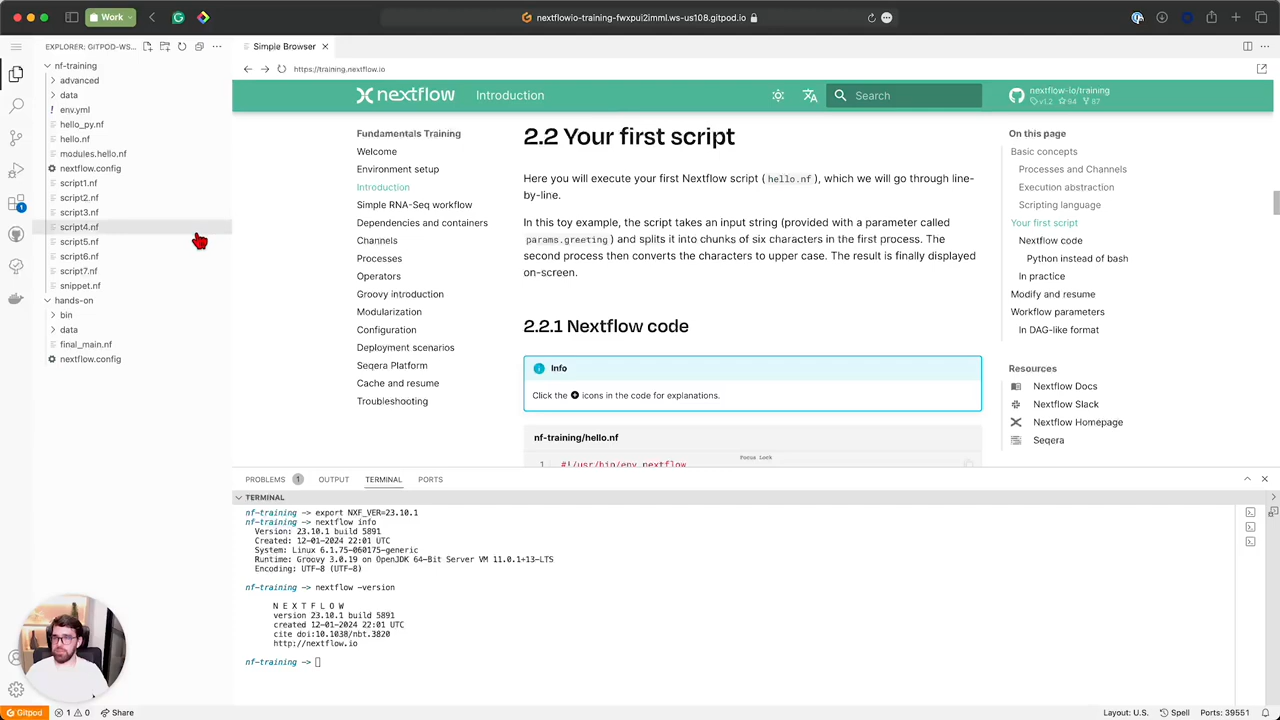 Work
nextflowio-training-fwxpui2imml.ws-us108.gitpod.io
EXPLORER: GITPOD-WS...
nf-training
advanced
data
! env.yml
hello_py.nf
hello.nf
modules.hello.nf
nextflow.config
script1.nf
script2.nf
script3.nf
script4.nf
script5.nf
script6.nf
script7.nf
snippet.nf
hands-on
bin
data
final_main.nf
nextflow.config
1
Simple Browser
https://training.nextflow.io
nextflow
Introduction
Search
nextflow-io/training
v1.2 94 87
Fundamentals Training
Welcome
Environment setup
Introduction
Simple RNA-Seq workflow
Dependencies and containers
Channels
Processes
Operators
Groovy introduction
Modularization
Configuration
Deployment scenarios
Seqera Platform
Cache and resume
Troubleshooting
2.2 Your first script
Here you will execute your first Nextflow script (hello.nf), which we will go through line-
by-line.
In this toy example, the script takes an input string (provided with a parameter called
params.greeting) and splits it into chunks of six characters in the first process. The
second process then converts the characters to upper case. The result is finally displayed
on-screen.
2.2.1 Nextflow code
Info
Click the icons in the code for explanations.
nf-training/hello.nf
1 #!/usr/bin/env nextflow
Focus Lock
On this page
Basic concepts
Processes and Channels
Execution abstraction
Scripting language
Your first script
Nextflow code
Python instead of bash
In practice
Modify and resume
Workflow parameters
In DAG-like format
Resources
Nextflow Docs
Nextflow Slack
Nextflow Homepage
Seqera
PROBLEMS 1 OUTPUT TERMINAL PORTS
TERMINAL
nf-training -> export NXF_VER=23.10.1
nf-training -> nextflow info
Version: 23.10.1 build 5891
Created: 12-01-2024 22:01 UTC
System: Linux 6.1.75-060175-generic
Runtime: Groovy 3.0.19 on OpenJDK 64-Bit Server VM 11.0.1+13-LTS
Encoding: UTF-8 (UTF-8)
nf-training -> nextflow -version
N E X T F L O W
version 23.10.1 build 5891
created 12-01-2024 22:01 UTC
cite doi:10.1038/nbt.3820
http://nextflow.io
nf-training ->
Gitpod 1 0 Share
Layout: U.S. Spell Ports: 39551